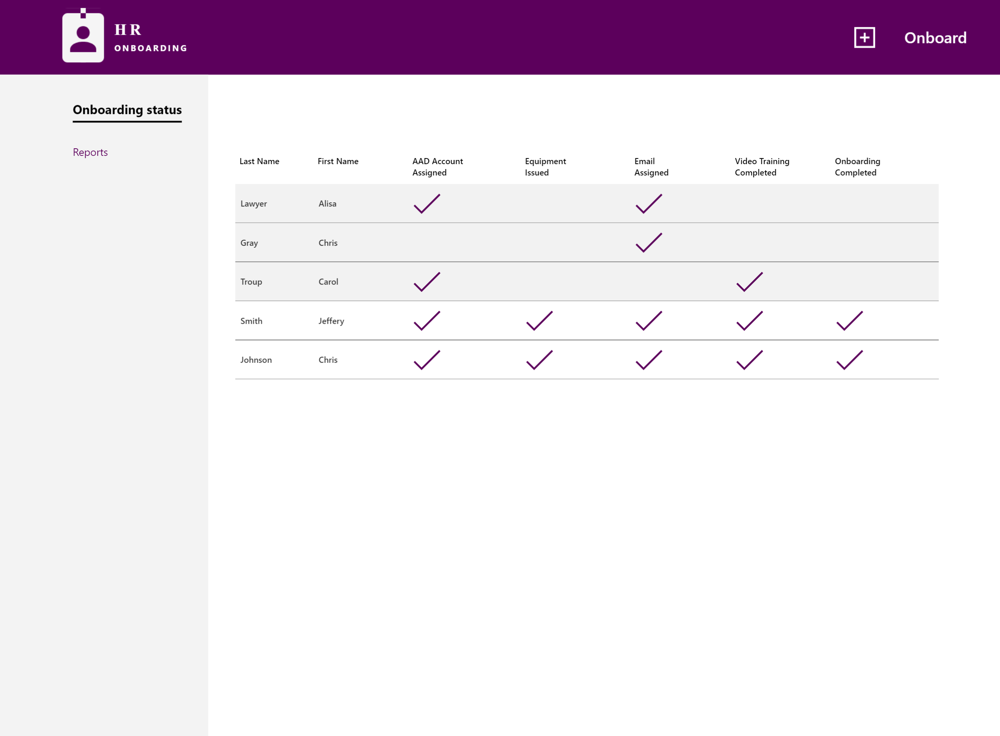 HR
ONBOARDING
Onboard
Onboarding status
Reports
Last Name First Name AAD Account Assigned Equipment Issued Email Assigned Video Training Completed Onboarding Completed
Lawyer Alisa
Gray Chris
Troup Carol
Smith Jeffery
Johnson Chris